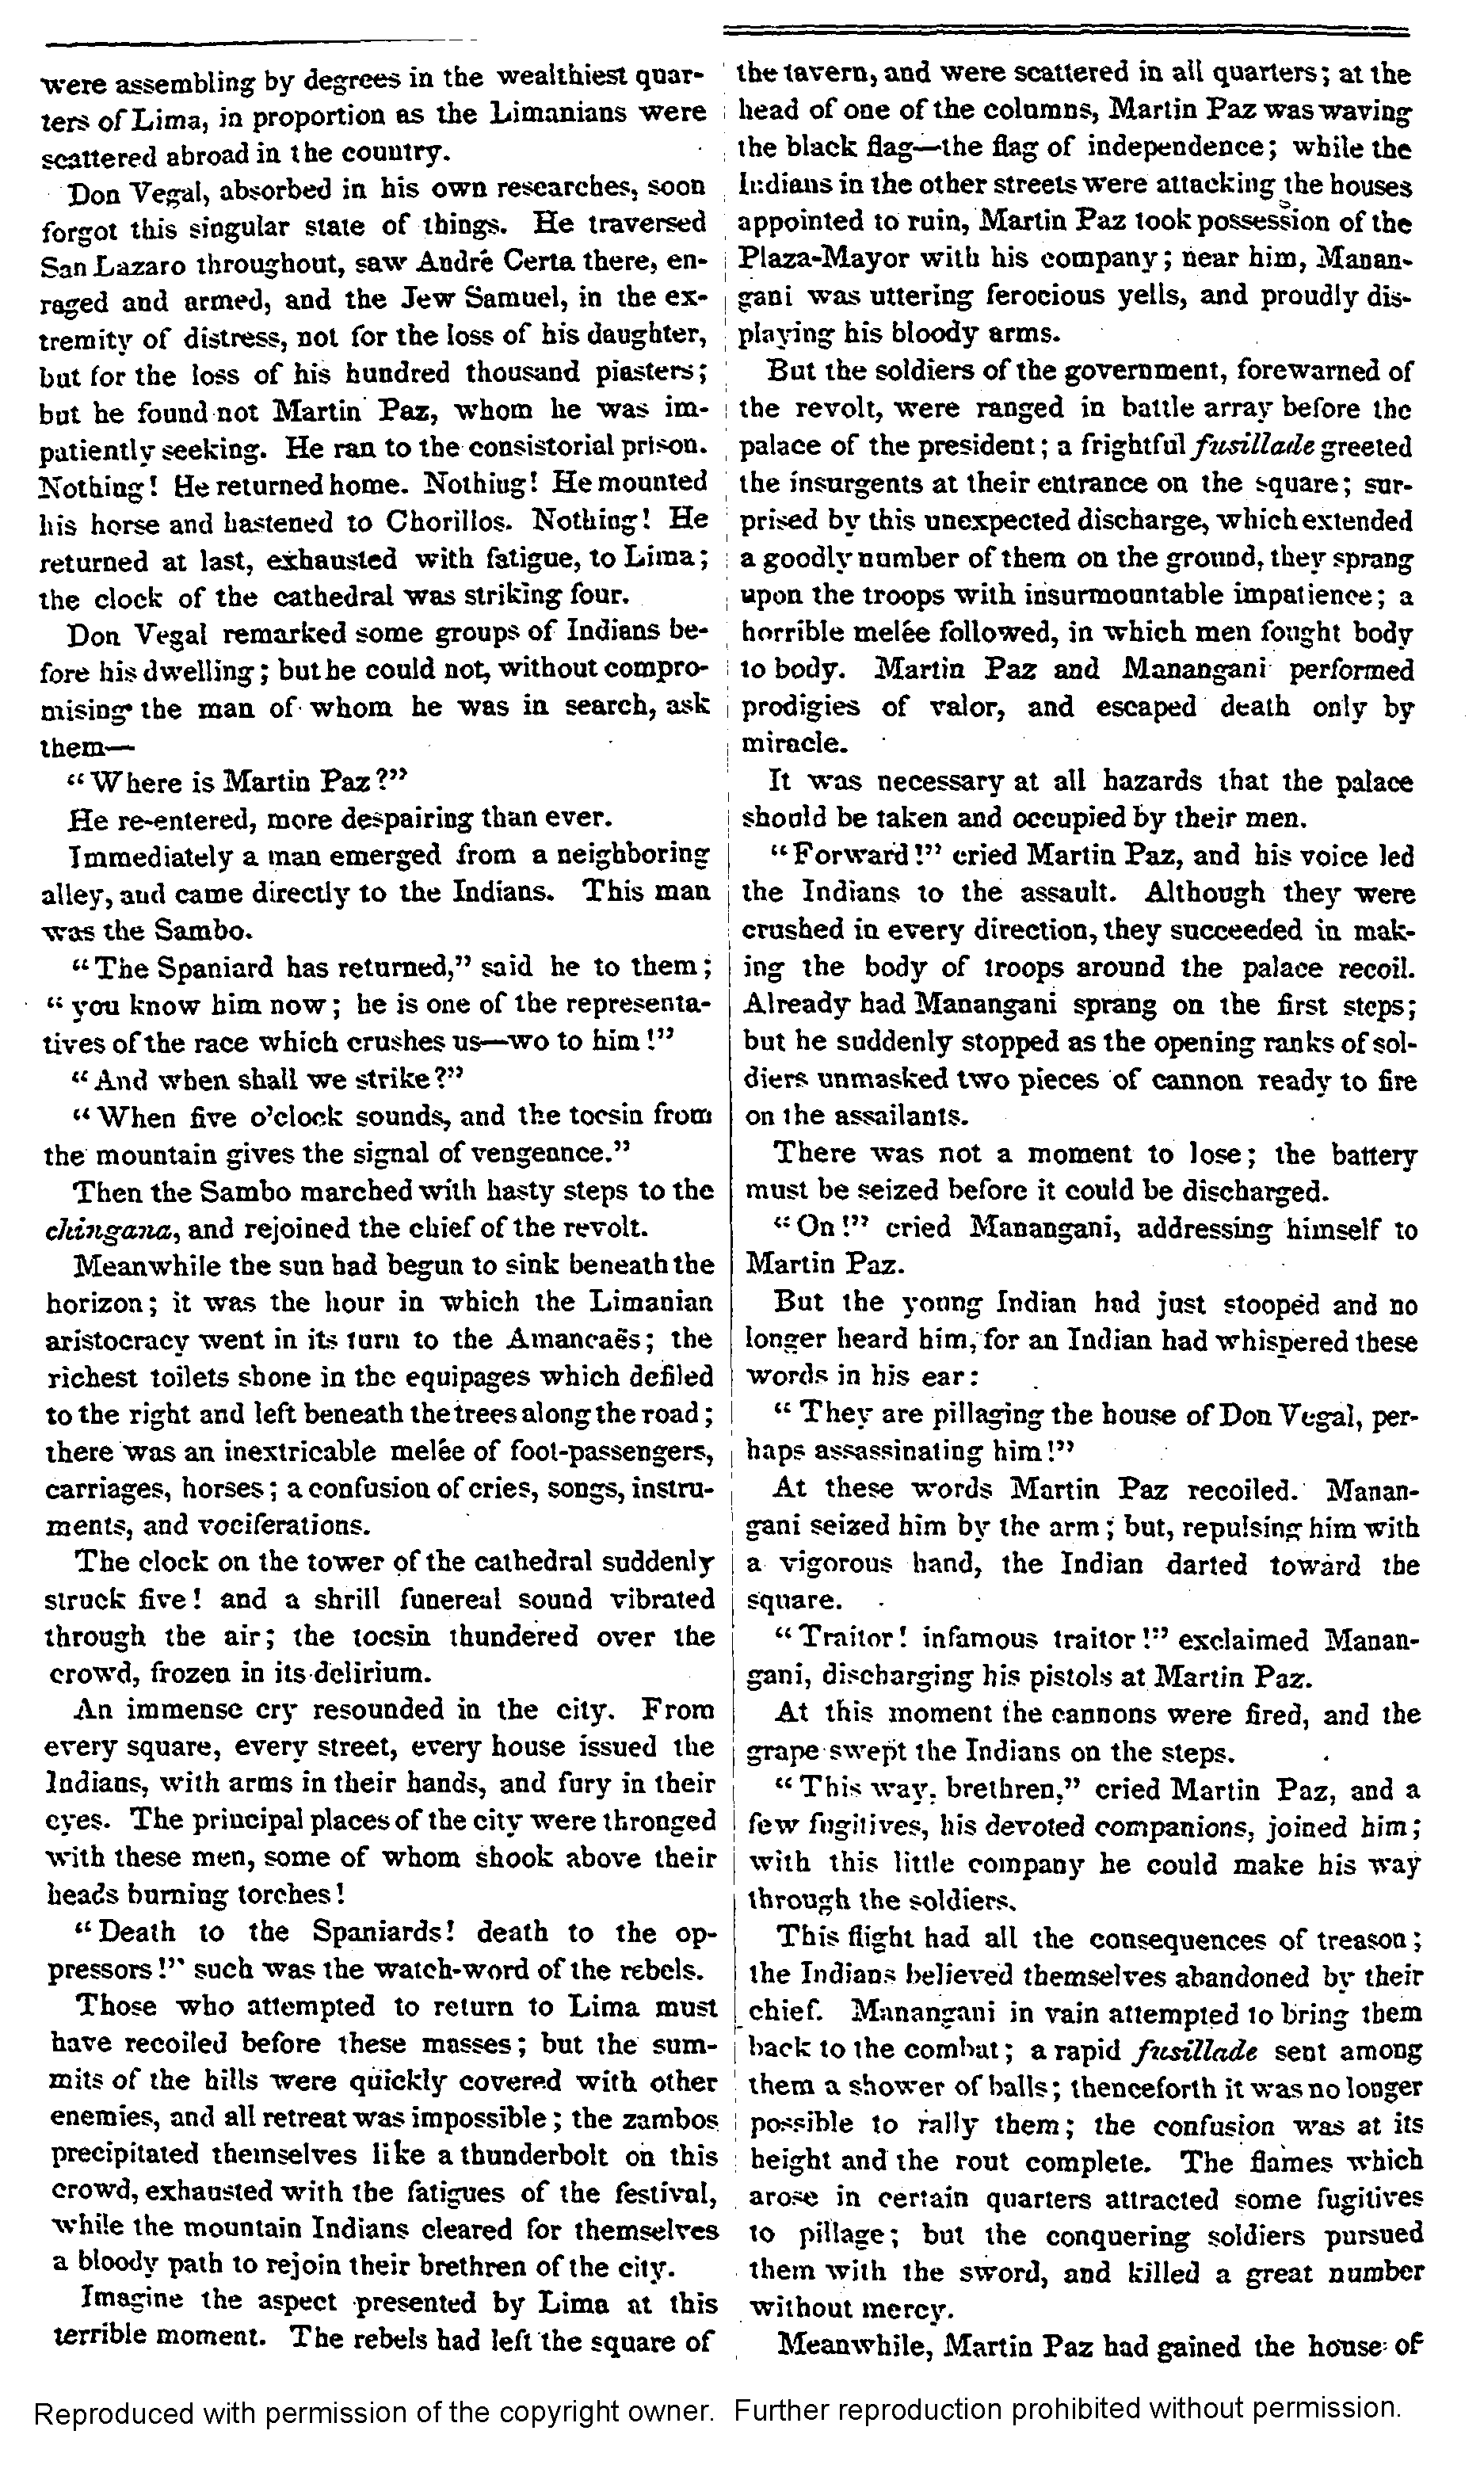 were assembling by degrees in the wealthiest quar-
ters of Lima, in proportion as the Limanians were
scattered abroad in the country.
Don Vegal, absorbed in his own researches, soon
forgot this singular state of things. He traversed
San Lazaro throughout, saw André Certa there, en-
raged and armed, and the Jew Samuel, in the ex-
tremity of distress, not for the loss of his daughter,
but for the loss of his hundred thousand piasters;
but he found not Martin Paz, whom he was im-
patiently seeking. He ran to the consistorial prison.
Nothing! He returned home. Nothing! He mounted
his horse and hastened to Chorillos. Nothing! He
returned at last, exhausted with fatigue, to Lima;
the clock of the cathedral was striking four.
Don Vegal remarked some groups of Indians be-
fore his dwelling; but he could not, without compro-
mising the man of whom he was in search, ask
them—
"Where is Martin Paz?"
He re-entered, more despairing than ever.
Immediately a man emerged from a neighboring
alley, and came directly to the Indians. This man
was the Sambo.
"The Spaniard has returned," said he to them;
"you know him now; he is one of the representa-
tives of the race which crushes us—wo to him!"
"And when shall we strike?"
"When five o'clock sounds, and the tocsin from
the mountain gives the signal of vengeance."
Then the Sambo marched with hasty steps to the
chingana, and rejoined the chief of the revolt.
Meanwhile the sun had begun to sink beneath the
horizon; it was the hour in which the Limanian
aristocracy went in its turn to the Amancaës; the
richest toilets shone in the equipages which defiled
to the right and left beneath the trees along the road;
there was an inextricable melée of foot-passengers,
carriages, horses; a confusion of cries, songs, instru-
ments, and vociferations.
The clock on the tower of the cathedral suddenly
struck five! and a shrill funereal sound vibrated
through the air; the tocsin thundered over the
crowd, frozen in its delirium.
An immense cry resounded in the city. From
every square, every street, every house issued the
Indians, with arms in their hands, and fury in their
eyes. The principal places of the city were thronged
with these men, some of whom shook above their
heads burning torches!
"Death to the Spaniards! death to the op-
pressors!" such was the watch-word of the rebels.
Those who attempted to return to Lima must
have recoiled before these masses; but the sum-
mits of the hills were quickly covered with other
enemies, and all retreat was impossible; the zambos
precipitated themselves like a thunderbolt on this
crowd, exhausted with the fatigues of the festival,
while the mountain Indians cleared for themselves
a bloody path to rejoin their brethren of the city.
Imagine the aspect presented by Lima at this
terrible moment. The rebels had left the square of
the tavern, and were scattered in all quarters; at the
head of one of the columns, Martin Paz was waving
the black flag—the flag of independence; while the
Indians in the other streets were attacking the houses
appointed to ruin, Martin Paz took possession of the
Plaza-Mayor with his company; near him, Manan-
gani was uttering ferocious yells, and proudly dis-
playing his bloody arms.
But the soldiers of the government, forewarned of
the revolt, were ranged in battle array before the
palace of the president; a frightful fusillade greeted
the insurgents at their entrance on the square; sur-
prised by this unexpected discharge, which extended
a goodly number of them on the ground, they sprang
upon the troops with insurmountable impatience; a
horrible melée followed, in which men fought body
to body. Martin Paz and Manangani performed
prodigies of valor, and escaped death only by
miracle.
It was necessary at all hazards that the palace
should be taken and occupied by their men.
"Forward!" cried Martin Paz, and his voice led
the Indians to the assault. Although they were
crushed in every direction, they succeeded in mak-
ing the body of troops around the palace recoil.
Already had Manangani sprang on the first steps;
but he suddenly stopped as the opening ranks of sol-
diers unmasked two pieces of cannon ready to fire
on the assailants.
There was not a moment to lose; the battery
must be seized before it could be discharged.
"On!" cried Manangani, addressing himself to
Martin Paz.
But the young Indian had just stooped and no
longer heard him, for an Indian had whispered these
words in his ear:
"They are pillaging the house of Don Vegal, per-
haps assassinating him!"
At these words Martin Paz recoiled. Manan-
gani seized him by the arm; but, repulsing him with
a vigorous hand, the Indian darted toward the
square.
"Traitor! infamous traitor!" exclaimed Manan-
gani, discharging his pistols at Martin Paz.
At this moment the cannons were fired, and the
grape swept the Indians on the steps.
"This way, brethren," cried Martin Paz, and a
few fugitives, his devoted companions, joined him;
with this little company he could make his way
through the soldiers.
This flight had all the consequences of treason;
the Indians believed themselves abandoned by their
chief. Manangani in vain attempted to bring them
back to the combat; a rapid fusillade sent among
them a shower of balls; thenceforth it was no longer
possible to rally them; the confusion was at its
height and the rout complete. The flames which
arose in certain quarters attracted some fugitives
to pillage; but the conquering soldiers pursued
them with the sword, and killed a great number
without mercy.
Meanwhile, Martin Paz had gained the house of
Reproduced with permission of the copyright owner. Further reproduction prohibited without permission.